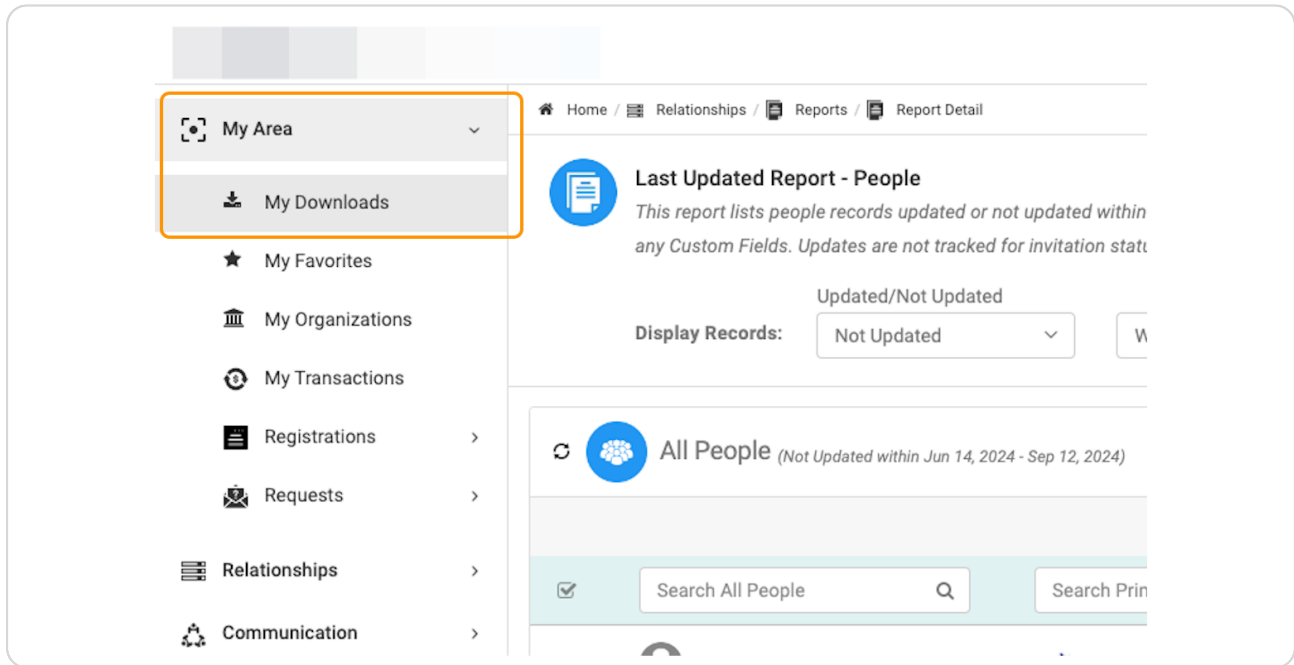 My Area
My Downloads
My Favorites
My Organizations
My Transactions
Registrations
Requests
Relationships
Communication
Home / Relationships / Reports / Report Detail
Last Updated Report - People
This report lists people records updated or not updated within
any Custom Fields. Updates are not tracked for invitation statu
Updated/Not Updated
Display Records: Not Updated W
All People (Not Updated within Jun 14, 2024 - Sep 12, 2024)
Search All People Search Prin